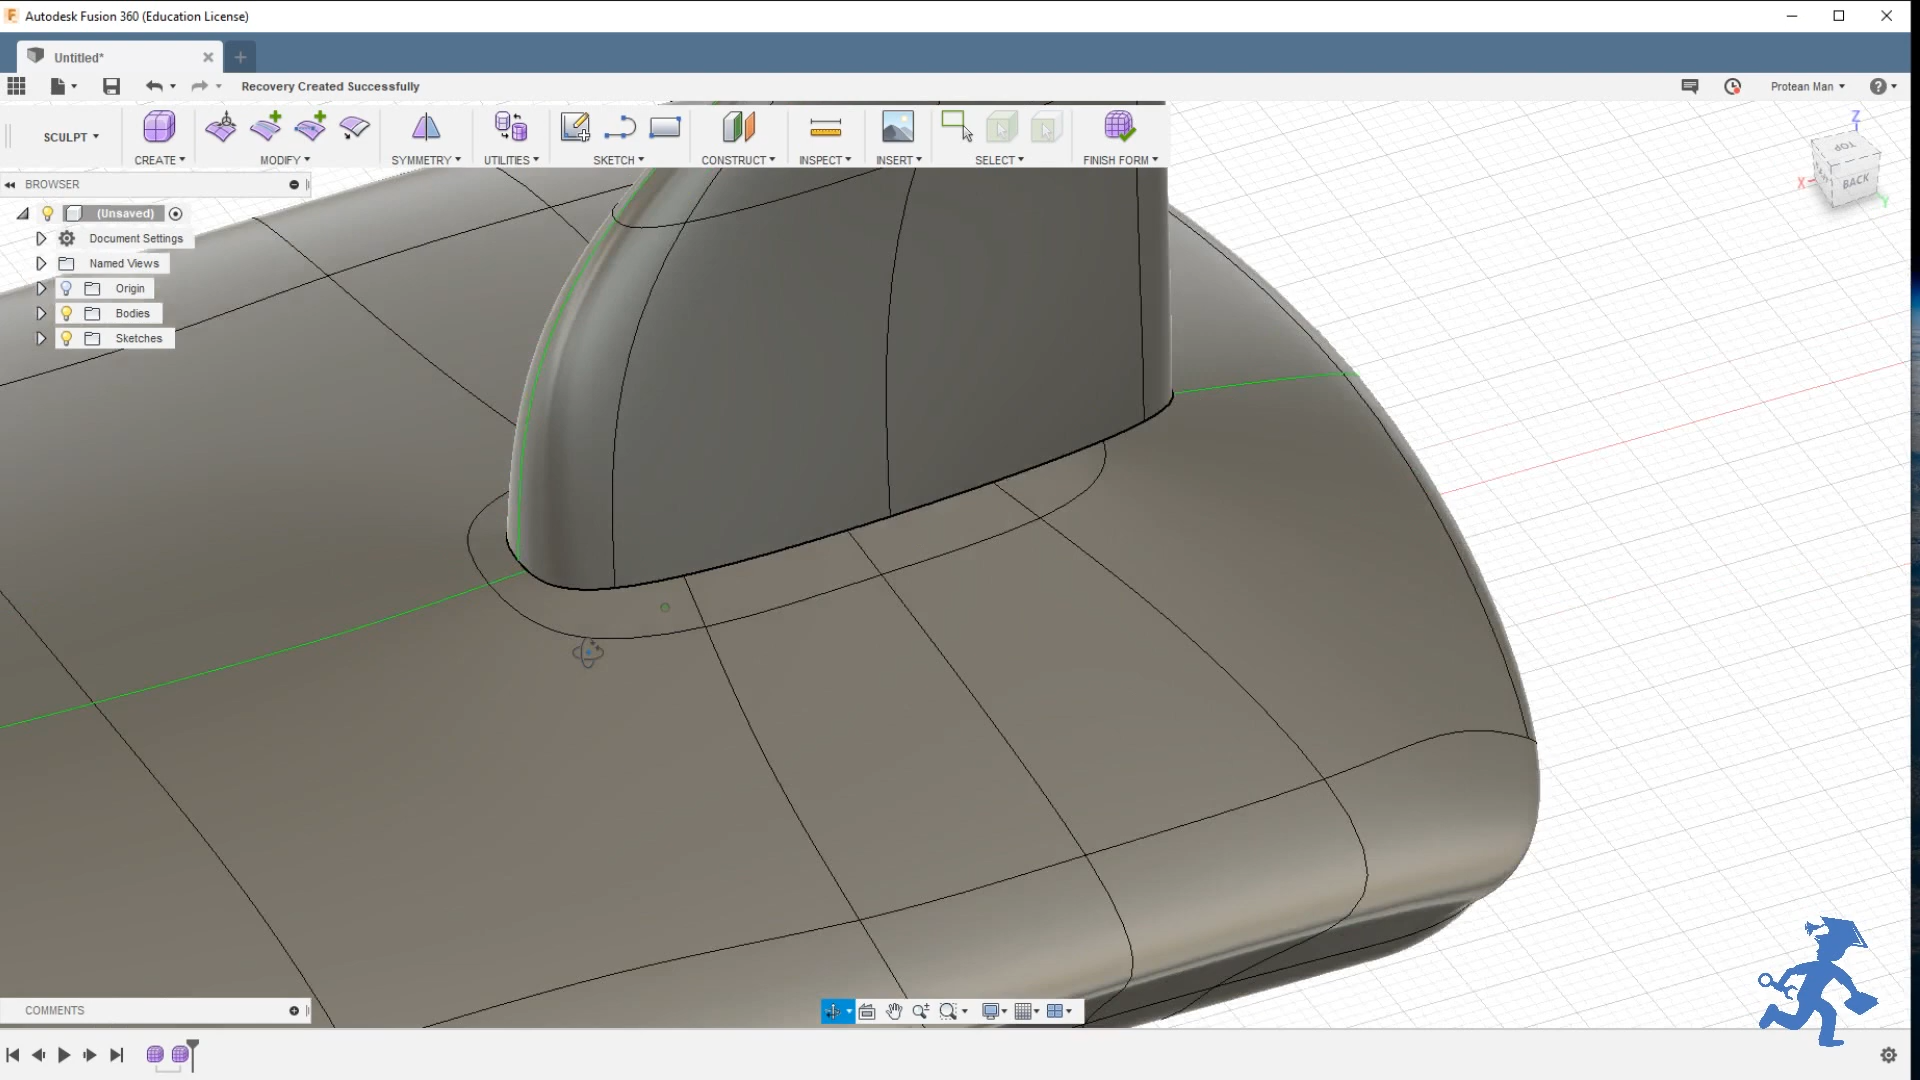 Autodesk Fusion 360 (Education License)
Untitled*
Recovery Created Successfully
Protean Man
SCULPT
CREATE
MODIFY
SYMMETRY
UTILITIES
SKETCH
CONSTRUCT
INSPECT
INSERT
SELECT
FINISH FORM
BROWSER
(Unsaved)
Document Settings
Named Views
Origin
Bodies
Sketches
Z
TOP
X
BACK
Y
COMMENTS